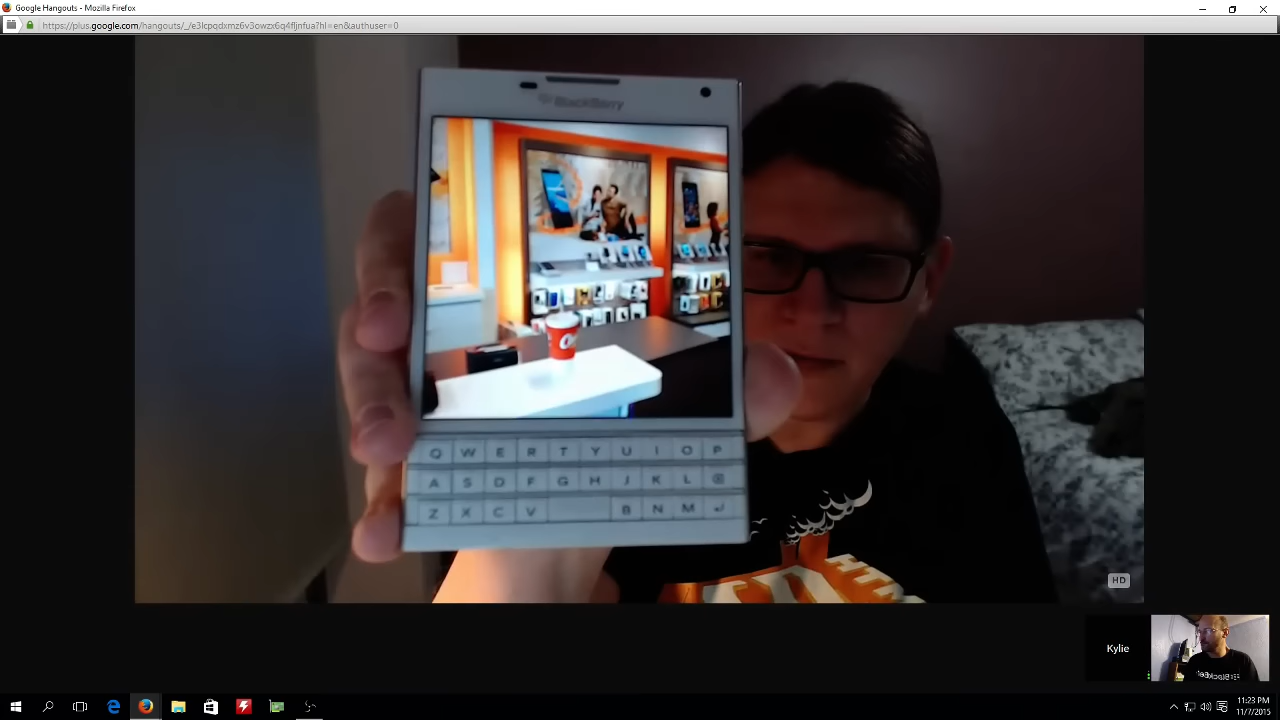 Google Hangouts - Mozilla Firefox
https://plus.google.com/hangouts/_/e3lcpqdxmz6v3owzx6q4fljnfua?hl=en&authuser=0
BlackBerry
Q W E R T Y U I O P
A S D F G H J K L
Z X C V B N M
HD
Kylie
11:23 PM
11/7/2015